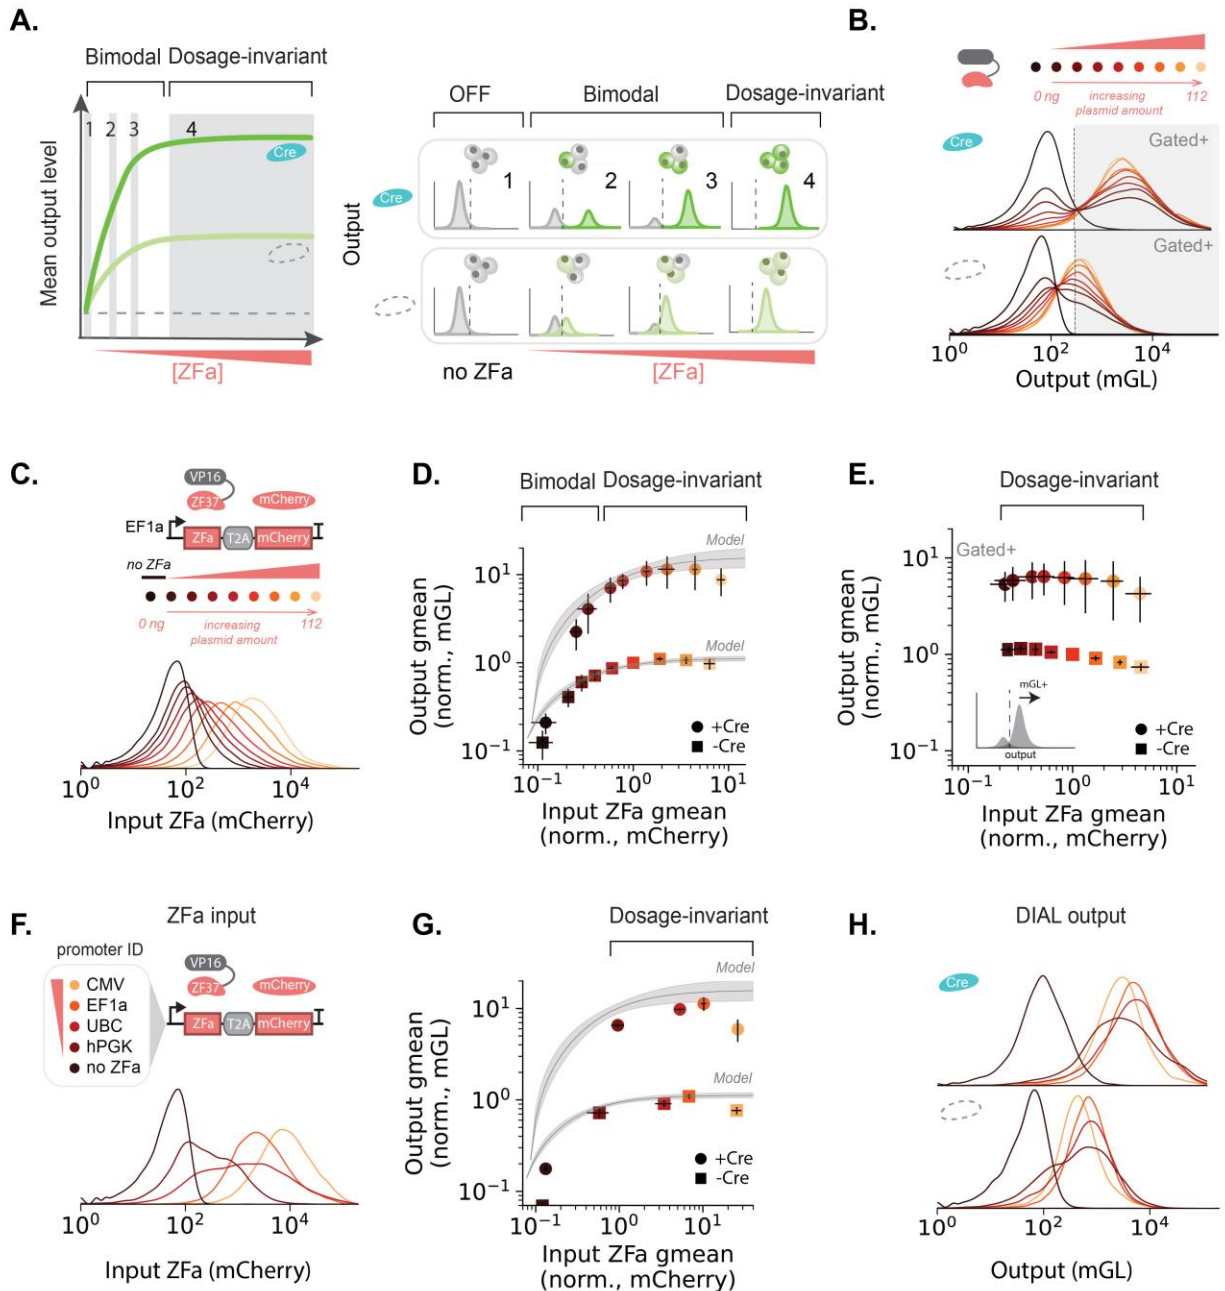 A.
Bimodal Dosage-invariant
1 2 3 4
Cre
Mean output level
[ZFa]
OFF Bimodal Dosage-invariant
Output
Cre
1 2 3 4
no ZFa [ZFa]
B.
0 ng increasing plasmid amount 112
Cre
Gated+
Gated+
10^0 10^2 10^4
Output (mGL)
C.
VP16
ZF37 mCherry
EF1a ZFa T2A mCherry
no ZFa
0 ng increasing plasmid amount 112
10^0 10^2 10^4
Input ZFa (mCherry)
D.
Bimodal Dosage-invariant
Model
Output gmean
(norm., mGL)
10^1
10^0
10^-1
+Cre
-Cre
10^-1 10^0 10^1
Input ZFa gmean
(norm., mCherry)
E.
Dosage-invariant
Gated+
Output gmean
(norm., mGL)
10^1
10^0
10^-1
mGL+
output
+Cre
-Cre
10^-1 10^0 10^1
Input ZFa gmean
(norm., mCherry)
F.
ZFa input
promoter ID
CMV
EF1a
UBC
hPGK
no ZFa
VP16
ZF37 mCherry
ZFa T2A mCherry
10^0 10^2 10^4
Input ZFa (mCherry)
G.
Dosage-invariant
Model
Model
Output gmean
(norm., mGL)
10^1
10^0
10^-1
+Cre
-Cre
10^-1 10^0 10^1
Input ZFa gmean
(norm., mCherry)
H.
DIAL output
Cre
10^0 10^2 10^4
Output (mGL)